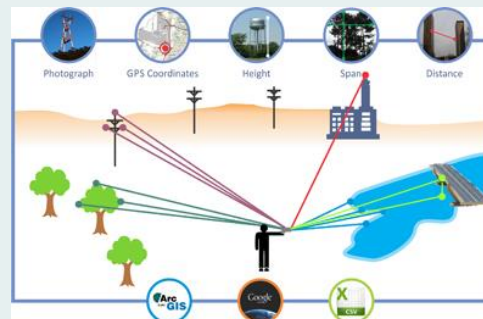 Photograph
GPS Coordinates
Height
Span
Distance
Arc
GIS
Google
X
CSV